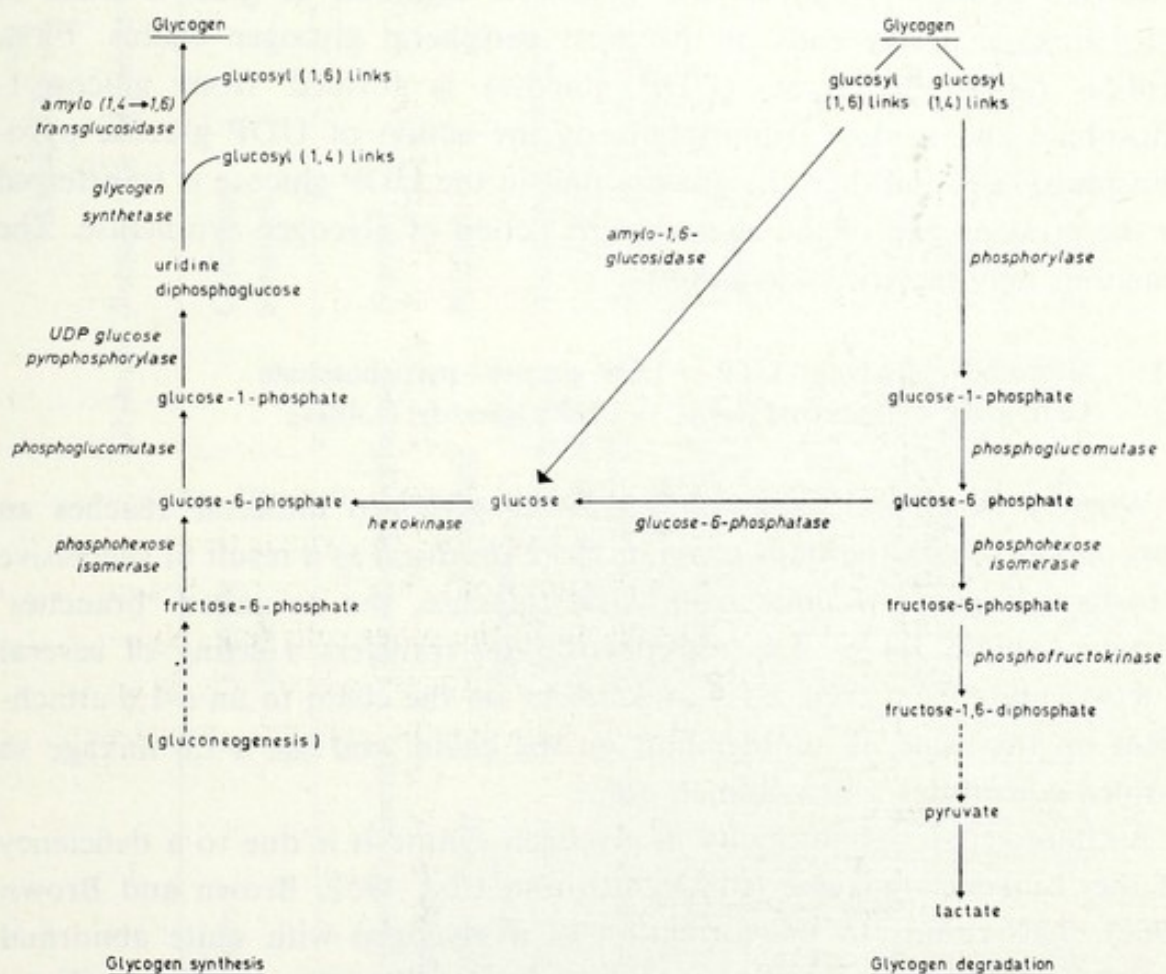 Glycogen
glucosyl (1,6) links
amylo (1,4→1,6)
transglucosidase
glucosyl (1,4) links
glycogen
synthetase
uridine
diphosphoglucose
UDP glucose
pyrophosphorylase
glucose-1-phosphate
phosphoglucomutase
glucose-6-phosphate
hexokinase
glucose
phosphohexose
isomerase
fructose-6-phosphate
(gluconeogenesis)
Glycogen synthesis
Glycogen
glucosyl
(1,6) links
glucosyl
(1,4) links
amylo-1,6-
glucosidase
phosphorylase
glucose-1-phosphate
phosphoglucomutase
glucose-6 phosphate
glucose-6-phosphatase
phosphohexose
isomerase
fructose-6-phosphate
phosphofructokinase
fructose-1,6-diphosphate
pyruvate
lactate
Glycogen degradation